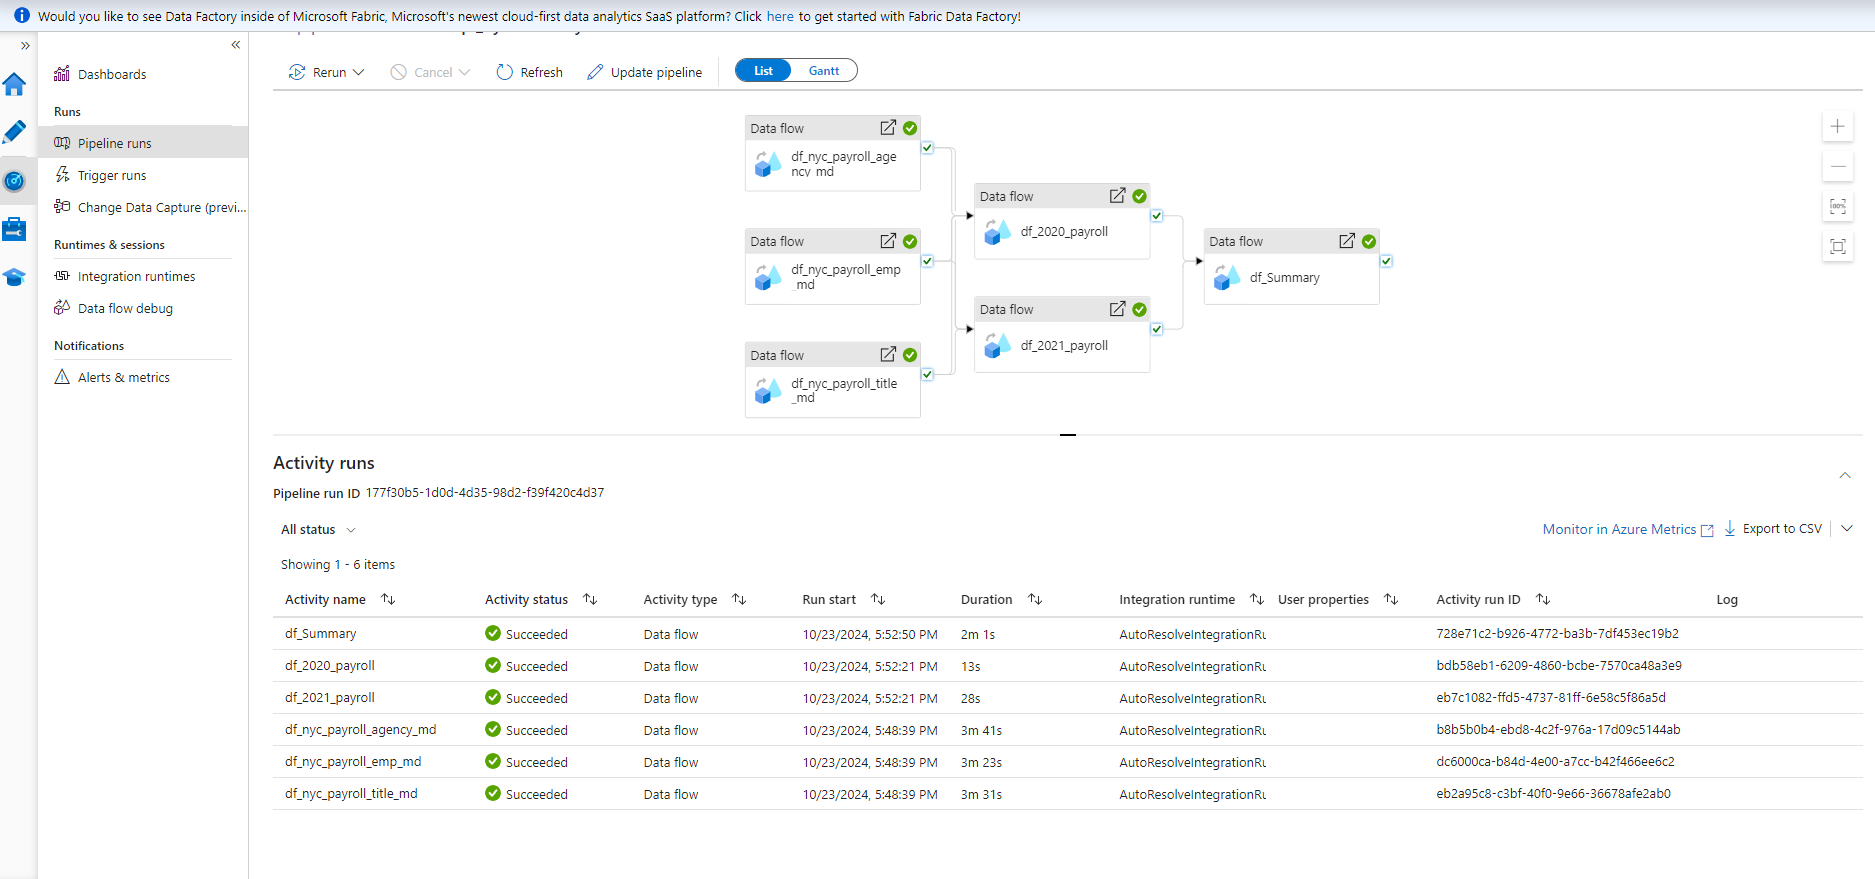 Would you like to see Data Factory inside of Microsoft Fabric, Microsoft's newest cloud-first data analytics SaaS platform? Click here to get started with Fabric Data Factory!
Dashboards
Runs
Pipeline runs
Trigger runs
Change Data Capture (previ...
Runtimes & sessions
Integration runtimes
Data flow debug
Notifications
Alerts & metrics
Rerun
Cancel
Refresh
Update pipeline
List
Gantt
Data flow
df_nyc_payroll_age
ncy_md
Data flow
df_nyc_payroll_emp
_md
Data flow
df_nyc_payroll_title
_md
Data flow
df_2020_payroll
Data flow
df_2021_payroll
Data flow
df_Summary
100%
Activity runs
Pipeline run ID 177f30b5-1d0d-4d35-98d2-f39f420c4d37
All status
Monitor in Azure Metrics
Export to CSV
Showing 1 - 6 items
Activity name Activity status Activity type Run start Duration Integration runtime User properties Activity run ID Log
df_Summary Succeeded Data flow 10/23/2024, 5:52:50 PM 2m 1s AutoResolveIntegrationRu 728e71c2-b926-4772-ba3b-7df453ec19b2
df_2020_payroll Succeeded Data flow 10/23/2024, 5:52:21 PM 13s AutoResolveIntegrationRu bdb58eb1-6209-4860-bcbe-7570ca48a3e9
df_2021_payroll Succeeded Data flow 10/23/2024, 5:52:21 PM 28s AutoResolveIntegrationRu eb7c1082-ffd5-4737-81ff-6e58c5f86a5d
df_nyc_payroll_agency_md Succeeded Data flow 10/23/2024, 5:48:39 PM 3m 41s AutoResolveIntegrationRu b8b5b0b4-ebd8-4c2f-976a-17d09c5144ab
df_nyc_payroll_emp_md Succeeded Data flow 10/23/2024, 5:48:39 PM 3m 23s AutoResolveIntegrationRu dc6000ca-b84d-4e00-a7cc-b42f466ee6c2
df_nyc_payroll_title_md Succeeded Data flow 10/23/2024, 5:48:39 PM 3m 31s AutoResolveIntegrationRu eb2a95c8-c3bf-40f0-9e66-36678afe2ab0